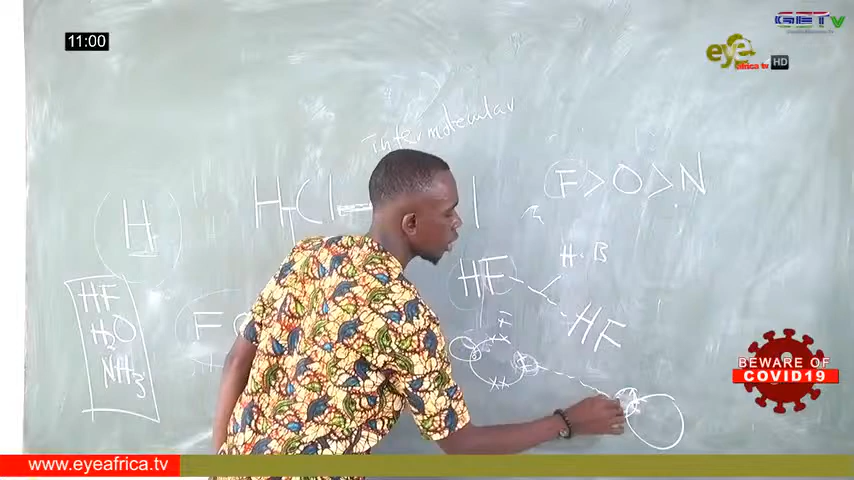 11:00
GETv
eye africa tv HD
intermolecular
F > O > N
H
HCl
H.B
HF
HF
HF
H2O
NH3
F
F
BEWARE OF
COVID19
www.eyeafrica.tv